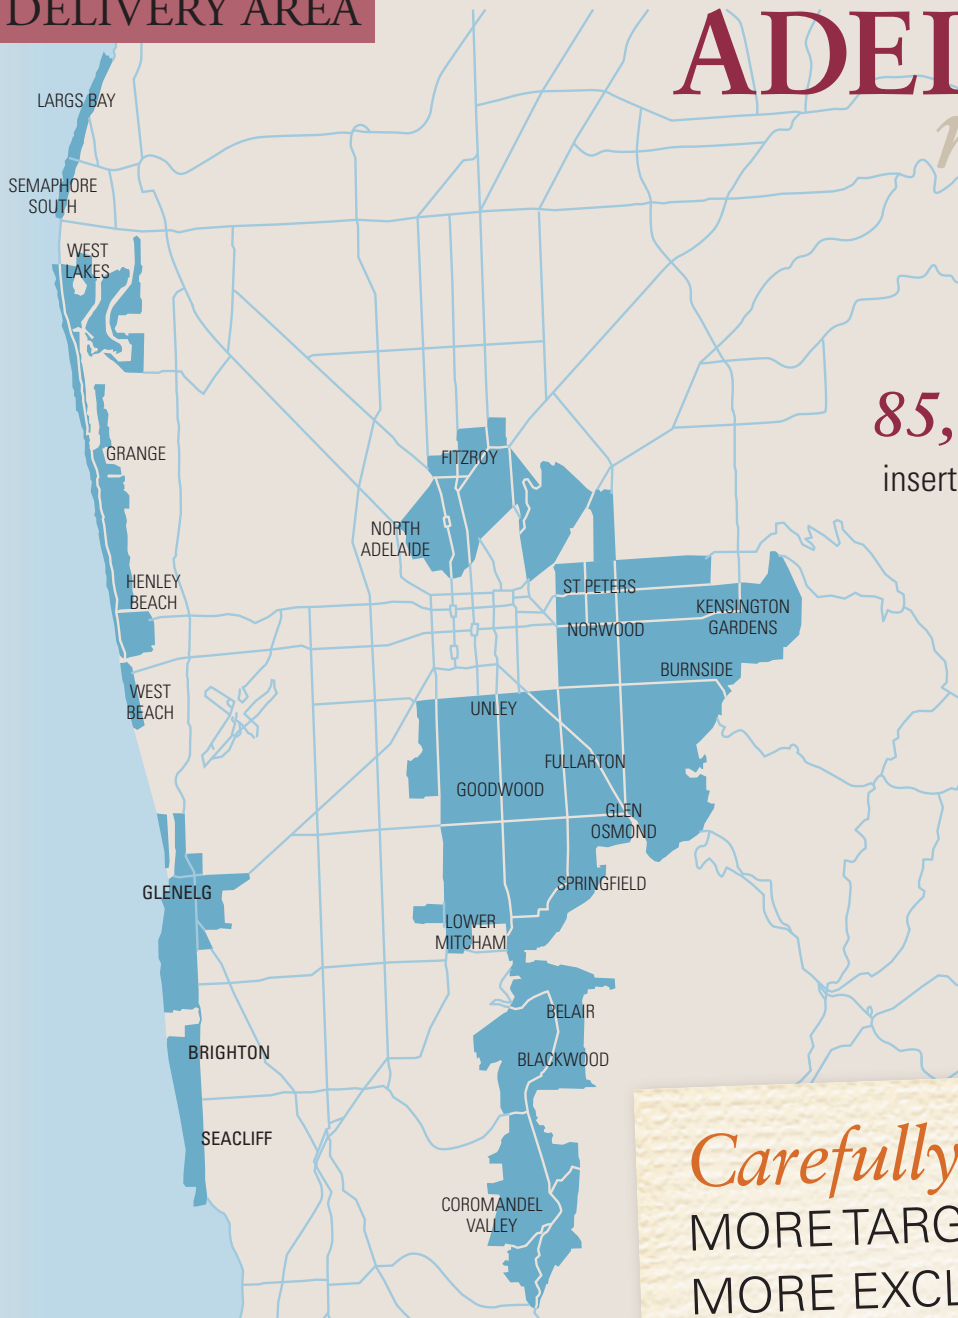 DELIVERY AREA
ADEL
LARGS BAY
SEMAPHORE
SOUTH
WEST
LAKES
85,
insert
GRANGE
FITZROY
NORTH
ADELAIDE
HENLEY
BEACH
ST PETERS
KENSINGTON
GARDENS
NORWOOD
BURNSIDE
WEST
BEACH
UNLEY
FULLARTON
GOODWOOD
GLEN
OSMOND
GLENELG
SPRINGFIELD
LOWER
MITCHAM
BELAIR
BRIGHTON
BLACKWOOD
SEACLIFF
COROMANDEL
VALLEY
Carefully
MORE TARG
MORE EXCL